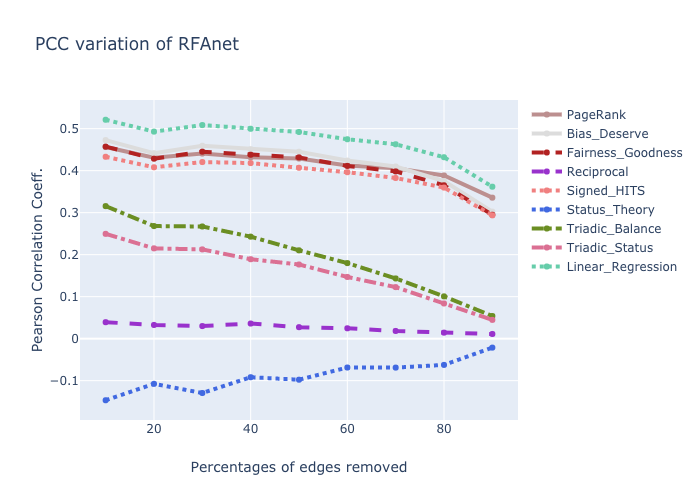 PCC variation of RFAnet
Pearson Correlation Coeff.
0.5
0.4
0.3
0.2
0.1
0
−0.1
20
40
60
80
Percentages of edges removed
PageRank
Bias_Deserve
Fairness_Goodness
Reciprocal
Signed_HITS
Status_Theory
Triadic_Balance
Triadic_Status
Linear_Regression